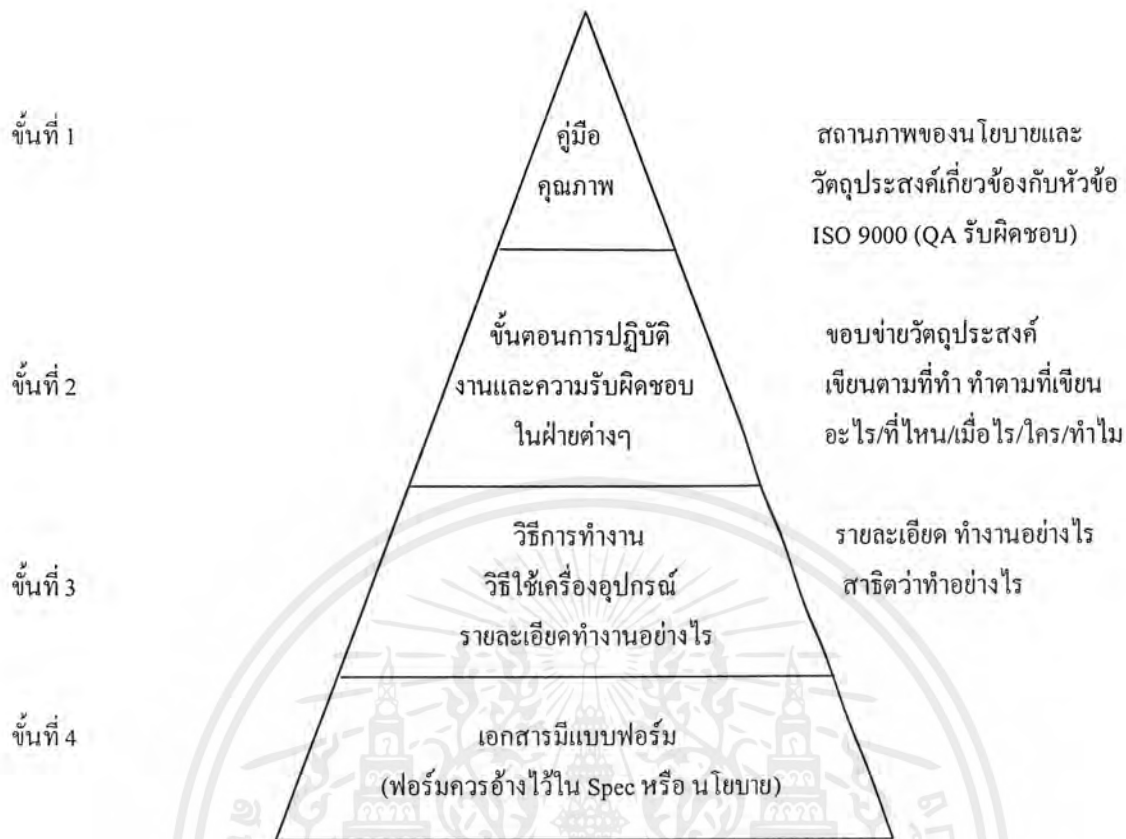 ขั้นที่ 1
คู่มือ
คุณภาพ
สถานภาพของนโยบายและ
วัตถุประสงค์เกี่ยวข้องกับหัวข้อ
ISO 9000 (QA รับผิดชอบ)
ขั้นที่ 2
ขั้นตอนการปฏิบัติ
งานและความรับผิดชอบ
ในฝ่ายต่างๆ
ขอบข่ายวัตถุประสงค์
เขียนตามที่ทำ ทำตามที่เขียน
อะไร/ที่ไหน/เมื่อไร/ใคร/ทำไม
ขั้นที่ 3
วิธีการทำงาน
วิธีใช้เครื่องอุปกรณ์
รายละเอียดทำงานอย่างไร
รายละเอียด ทำงานอย่างไร
สาธิตว่าทำอย่างไร
ขั้นที่ 4
เอกสารมีแบบฟอร์ม
(ฟอร์มควรอ้างไว้ใน Spec หรือ นโยบาย)